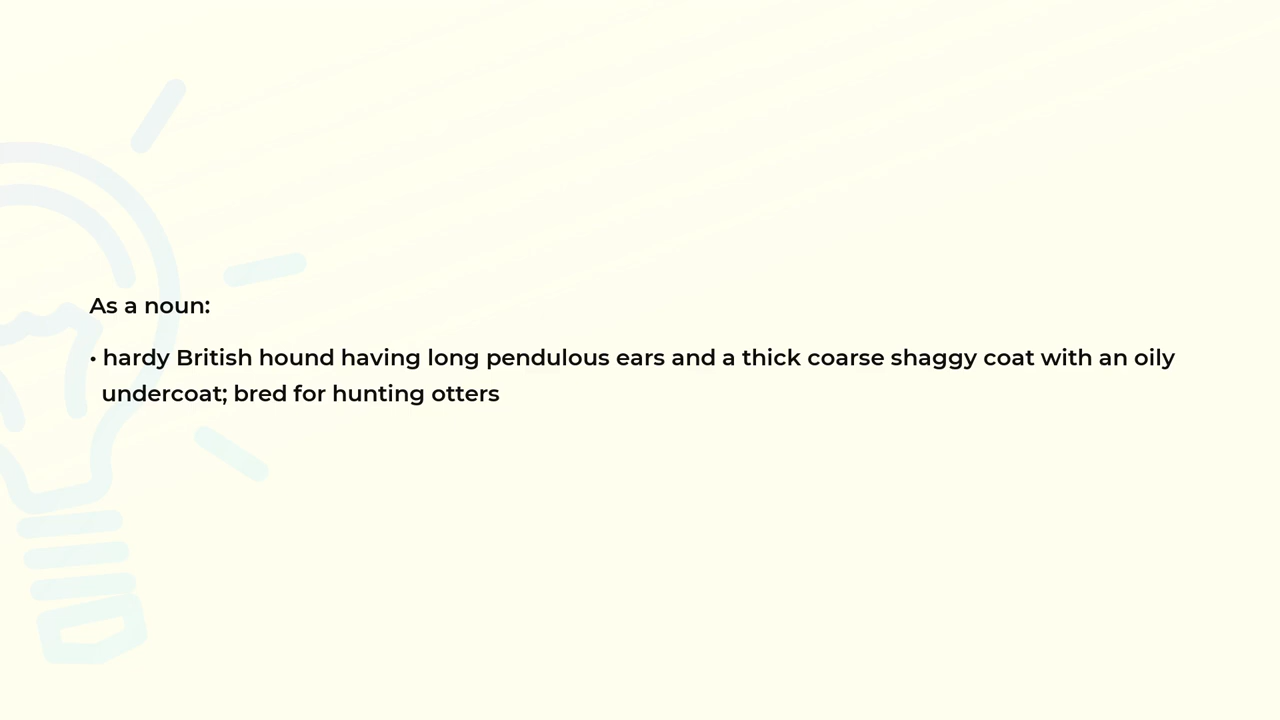 As a noun:
• hardy British hound having long pendulous ears and a thick coarse shaggy coat with an oily
undercoat; bred for hunting otters